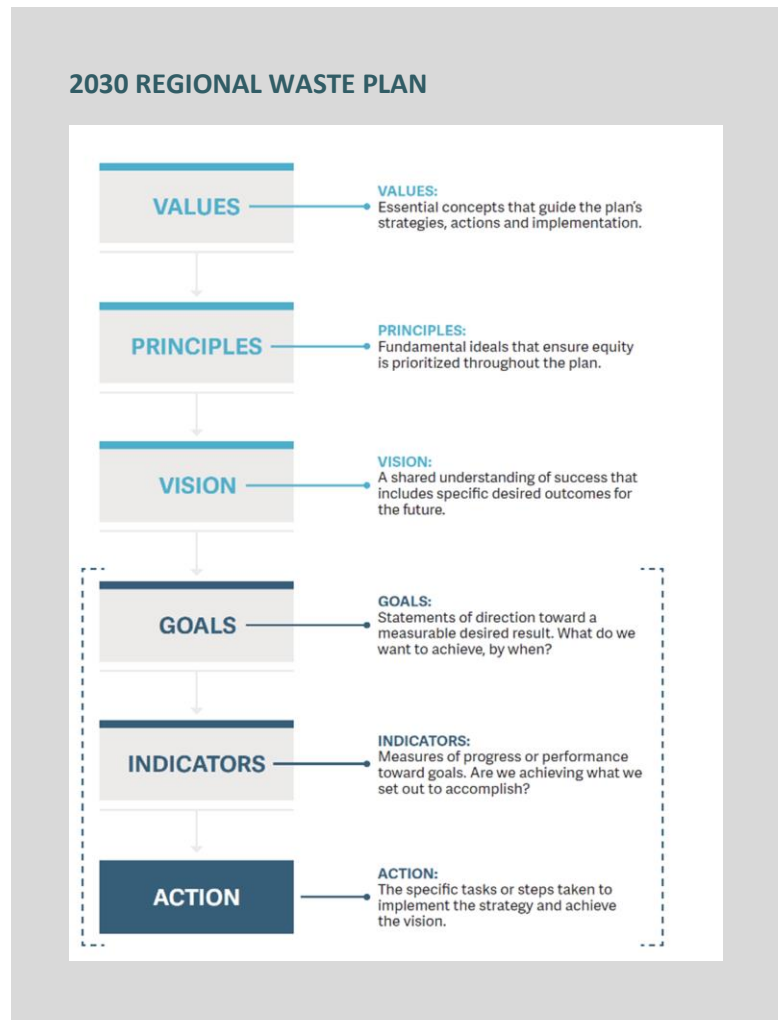 2030 REGIONAL WASTE PLAN
VALUES
VALUES:
Essential concepts that guide the plan's
strategies, actions and implementation.
PRINCIPLES
PRINCIPLES:
Fundamental ideals that ensure equity
is prioritized throughout the plan.
VISION
VISION:
A shared understanding of success that
includes specific desired outcomes for
the future.
GOALS
GOALS:
Statements of direction toward a
measurable desired result. What do we
want to achieve, by when?
INDICATORS
INDICATORS:
Measures of progress or performance
toward goals. Are we achieving what we
set out to accomplish?
ACTION
ACTION:
The specific tasks or steps taken to
implement the strategy and achieve
the vision.